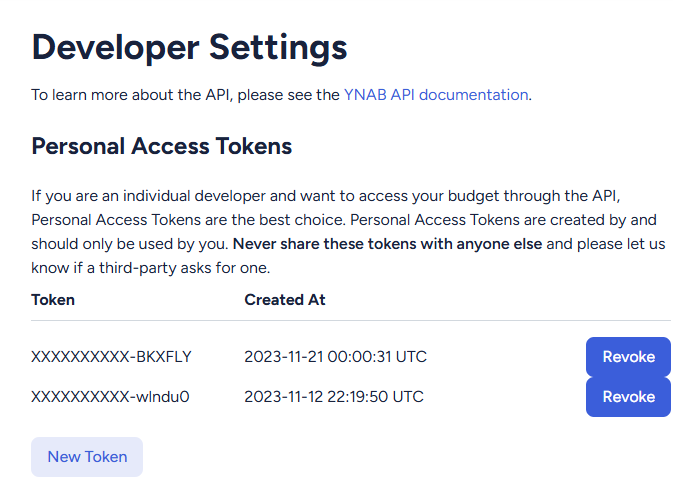 Developer Settings
To learn more about the API, please see the YNAB API documentation.
Personal Access Tokens
If you are an individual developer and want to access your budget through the API,
Personal Access Tokens are the best choice. Personal Access Tokens are created by and
should only be used by you. Never share these tokens with anyone else and please let us
know if a third-party asks for one.
Token Created At
XXXXXXXXXX-BKXFLY 2023-11-21 00:00:31 UTC Revoke
XXXXXXXXXX-wlndu0 2023-11-12 22:19:50 UTC Revoke
New Token